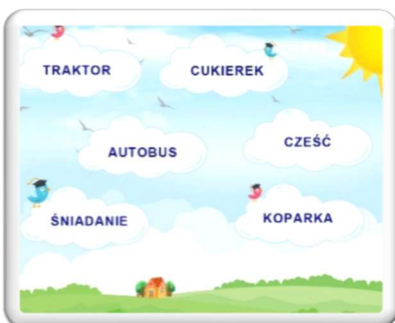 TRAKTOR
CUKIEREK
AUTOBUS
CZEŚĆ
ŚNIADANIE
KOPARKA